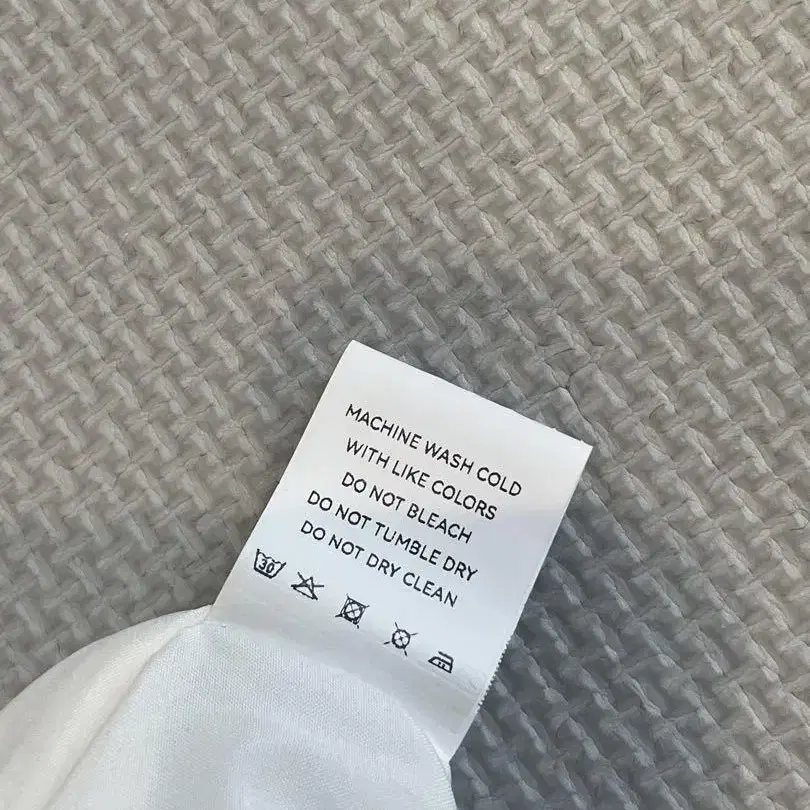 MACHINE WASH COLD
WITH LIKE COLORS
DO NOT BLEACH
DO NOT TUMBLE DRY
DO NOT DRY CLEAN
30